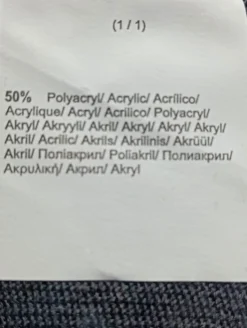 (1 / 1)
50% Polyacryl/ Acrylic/ Acrílico/
Acrylique/ Acryl/ Acrilico/ Polyacryl/
Akryl/ Akryyli/ Akril/ Akryl/ Akryl/ Akryl/
Akril/ Acrilic/ Akrils/ Akrilinis/ Akrüül/
Akril/ Поліакрил/ Poliakril/ Полиакрил/
Ακρυλική/ Акрил/ Akryl